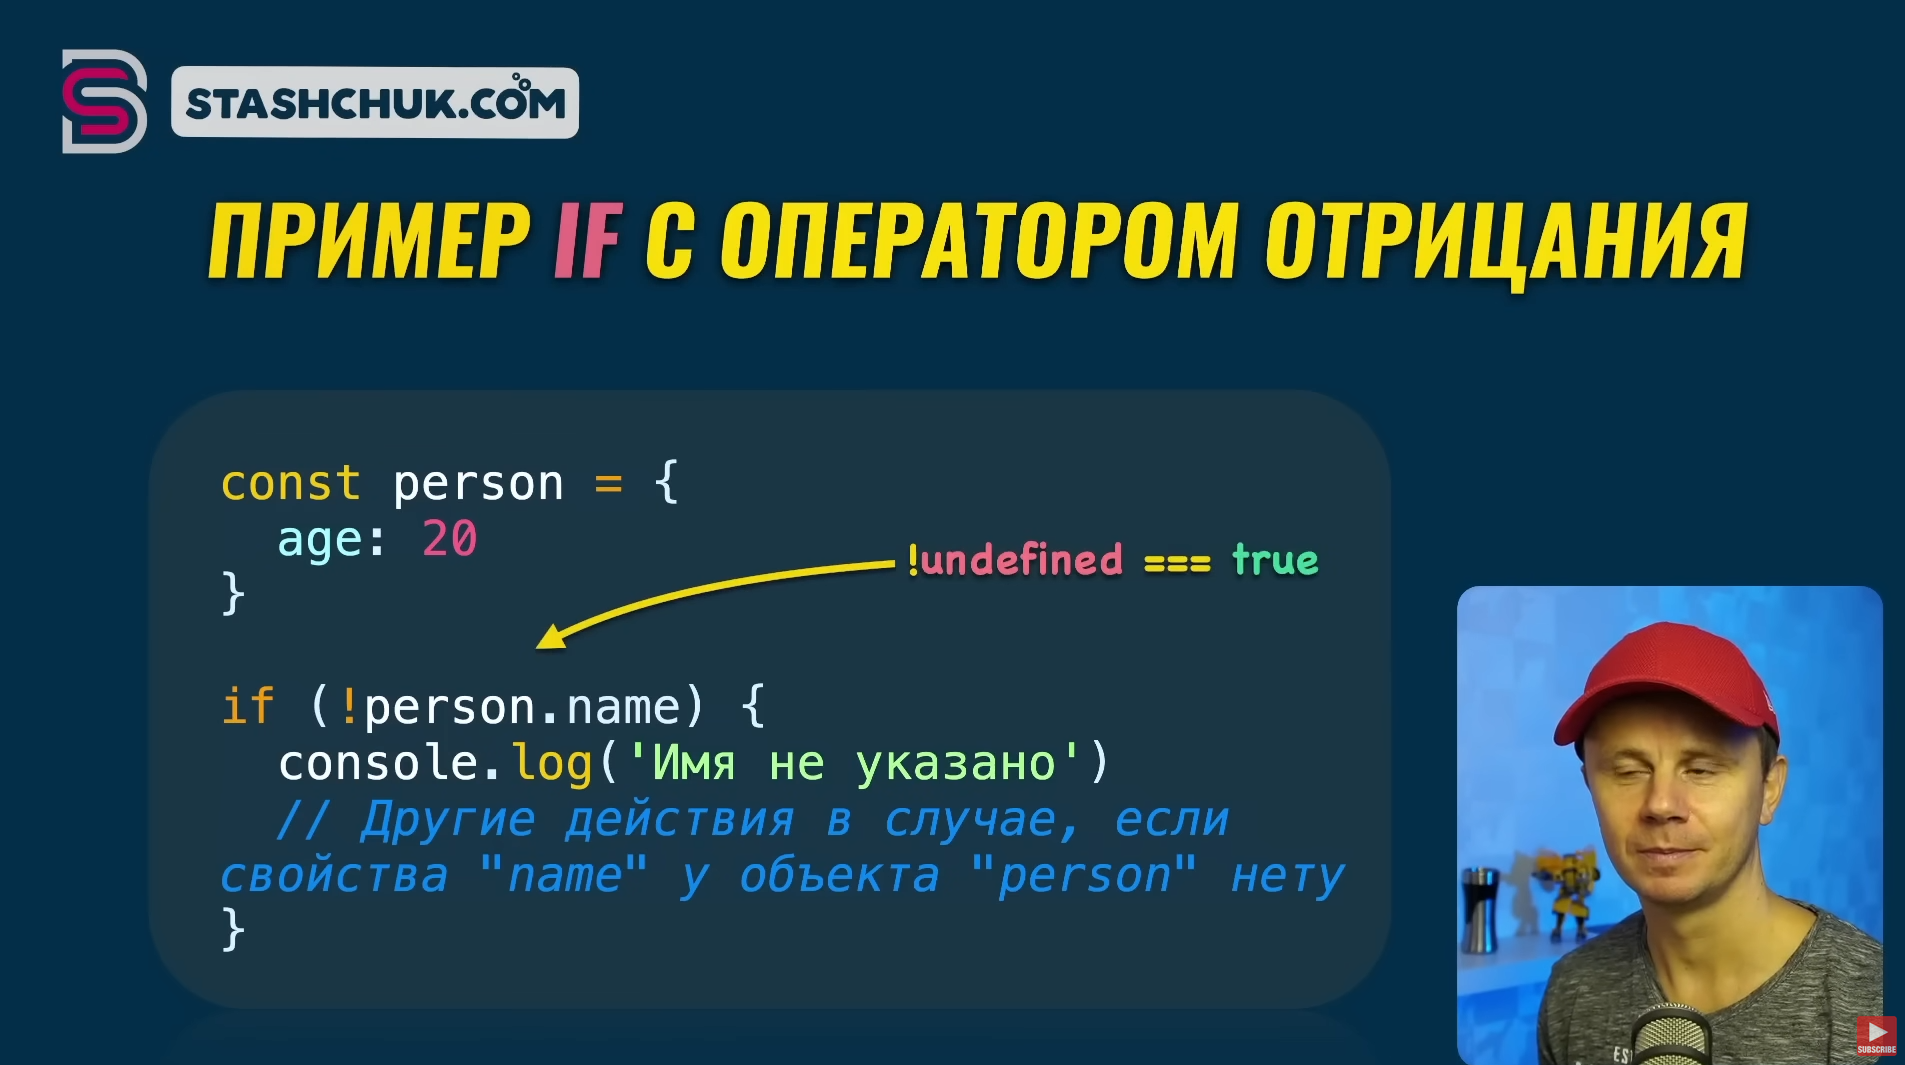 STASHCHUK.COM
ПРИМЕР IF С ОПЕРАТОРОМ ОТРИЦАНИЯ
const person = {
  age: 20
}
!undefined === true
if (!person.name) {
  console.log('Имя не указано')
  // Другие действия в случае, если
свойства "name" у объекта "person" нету
}
SUBSCRIBE